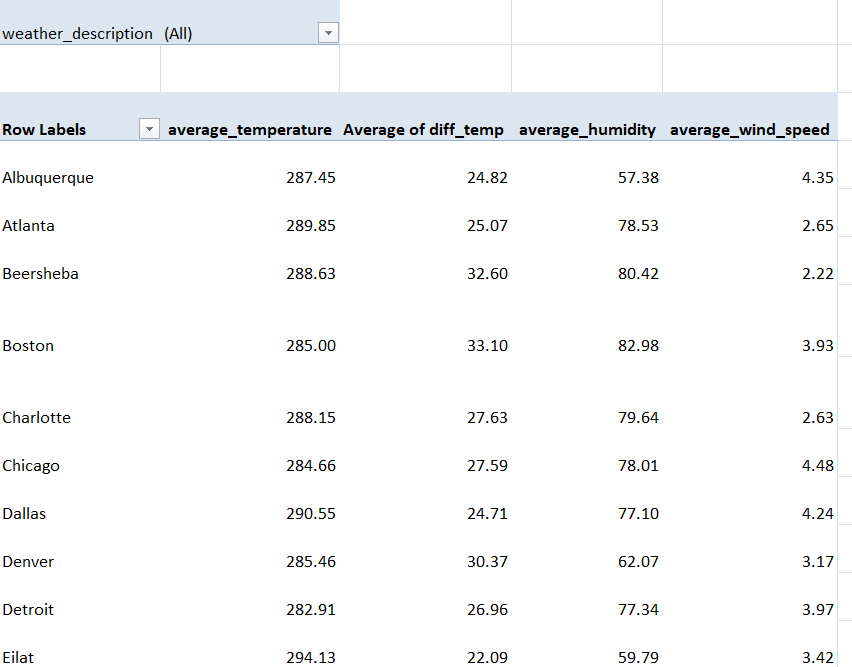 weather_description (All)
Row Labels average_temperature Average of diff_temp average_humidity average_wind_speed
Albuquerque 287.45 24.82 57.38 4.35
Atlanta 289.85 25.07 78.53 2.65
Beersheba 288.63 32.60 80.42 2.22
Boston 285.00 33.10 82.98 3.93
Charlotte 288.15 27.63 79.64 2.63
Chicago 284.66 27.59 78.01 4.48
Dallas 290.55 24.71 77.10 4.24
Denver 285.46 30.37 62.07 3.17
Detroit 282.91 26.96 77.34 3.97
Eilat 294.13 22.09 59.79 3.42